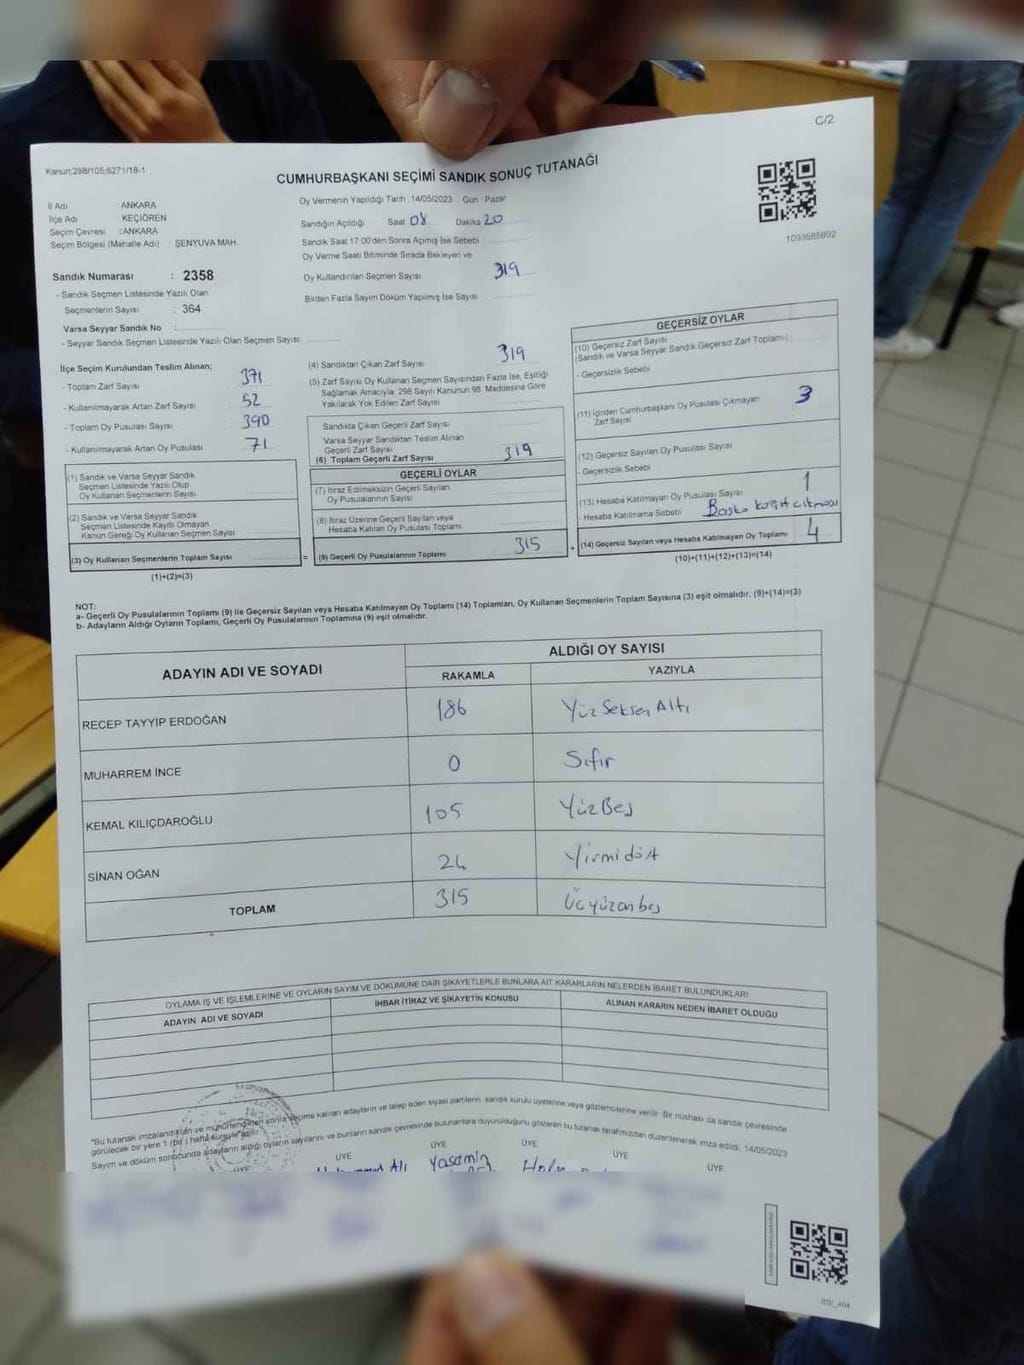 C/2
Kanun;298/105;6271/18-1
CUMHURBAŞKANI SEÇİMİ SANDIK SONUÇ TUTANAĞI
1093685892
İl Adı : ANKARA
İlçe Adı : KEÇİÖREN
Seçim Çevresi : ANKARA
Seçim Bölgesi (Mahalle Adı) : ŞENYUVA MAH.
Sandık Numarası : 2358
- Sandık Seçmen Listesinde Yazılı Olan
Seçmenlerin Sayısı : 364
Varsa Seyyar Sandık No :
- Seyyar Sandık Seçmen Listesinde Yazılı Olan Seçmen Sayısı
Oy Vermenin Yapıldığı Tarih 14/05/2023 Gün Pazar
Sandığın Açıldığı Saat 08 Dakika 20
Sandık Saat 17:00'den Sonra Açımış İse Sebebi
Oy Verme Saati Bitiminde Sırada Bekleyen ve
Oy Kullandırılan Seçmen Sayısı 319
Birden Fazla Sayım Döküm Yapılmış İse Sayısı
İlçe Seçim Kurulundan Teslim Alınan;
- Toplam Zarf Sayısı 371
- Kullanılmayarak Artan Zarf Sayısı 52
- Toplam Oy Pusulası Sayısı 390
- Kullanılmayarak Artan Oy Pusulası 71
(1) Sandık ve Varsa Seyyar Sandık
Seçmen Listesinde Yazılı Olup
Oy Kullanan Seçmenlerin Sayısı
(2) Sandık ve Varsa Seyyar Sandık
Seçmen Listesinde Kayıtlı Olmayan
Kanun Gereği Oy Kullanan Seçmen Sayısı
(3) Oy Kullanan Seçmenlerin Toplam Sayısı =
(1)+(2)=(3)
(4) Sandıktan Çıkan Zarf Sayısı 319
(5) Zarf Sayısı Oy Kullanan Seçmen Sayısından Fazla İse, Eşitliği
Sağlamak Amacıyla; 298 Sayılı Kanunun 98. Maddesine Göre
Yakılarak Yok Edilen Zarf Sayısı
Sandıkta Çıkan Geçerli Zarf Sayısı
Varsa Seyyar Sandıktan Teslim Alınan
Geçerli Zarf Sayısı
(6) Toplam Geçerli Zarf Sayısı 319
GEÇERLİ OYLAR
(7) İtiraz Edilmeksizin Geçerli Sayılan
Oy Pusulalarının Sayısı
(8) İtiraz Üzerine Geçerli Sayılan veya
Hesaba Katılan Oy Pusulası Toplamı
(9) Geçerli Oy Pusulalarının Toplamı 315 +
GEÇERSİZ OYLAR
(10) Geçersiz Zarf Sayısı
(Sandık ve Varsa Seyyar Sandık Geçersiz Zarf Toplamı)
- Geçersizlik Sebebi
(11) İçinden Cumhurbaşkanı Oy Pusulası Çıkmayan 3
Zarf Sayısı
(12) Geçersiz Sayılan Oy Pusulası Sayısı
- Geçersizlik Sebebi
(13) Hesaba Katılmayan Oy Pusulası Sayısı 1
- Hesaba Katılmama Sebebi Başka
(14) Geçersiz Sayılan veya Hesaba Katılmayan Oy Toplamı 4
(10)+(11)+(12)+(13)=(14)
NOT:
a- Geçerli Oy Pusulalarının Toplamı (9) ile Geçersiz Sayılan veya Hesaba Katılmayan Oy Toplamı (14) Toplamları, Oy Kullanan Seçmenlerin Toplam Sayısına (3) eşit olmalıdır. (9)+(14)=(3)
b- Adayların Aldığı Oyların Toplamı, Geçerli Oy Pusulalarının Toplamına (9) eşit olmalıdır.
ADAYIN ADI VE SOYADI
ALDIĞI OY SAYISI
RAKAMLA YAZIYLA
RECEP TAYYİP ERDOĞAN 186 Yüz Seksen Altı
MUHARREM İNCE 0 Sıfır
KEMAL KILIÇDAROĞLU 105 Yüz Beş
SİNAN OĞAN 24 Yirmidört
TOPLAM 315 Üçyüzonbeş
OYLAMA İŞ VE İŞLEMLERİNE VE OYLARIN SAYIM VE DÖKÜMÜNE DAİR ŞİKAYETLERLE BUNLARA AİT KARARLARIN NELERDEN İBARET BULUNDUKLARI
ADAYIN ADI VE SOYADI İHBAR İTİRAZ VE ŞİKAYETİN KONUSU ALINAN KARARIN NEDEN İBARET OLDUĞU
"Bu tutanak imzalandıktan ve mühürlendikten sonra seçime katılan adayların ve talep eden siyasi partilerin sandık kurulu üyelerine veya gözlemcilerine verilir. Bir nüshası da sandık çevresinde
görülecek bir yere 1 (bir) hafta süreyle asılır.
Sayım ve döküm sonucunda adayların aldığı oyların sayılarını ve bunların sandık çevresinde bulunanlara duyurulduğunu gösteren bu tutanak tarafımızdan düzenlenerek imza edildi. 14/05/2023
ÜYE ÜYE ÜYE ÜYE ÜYE ÜYE
Ali Yasemin